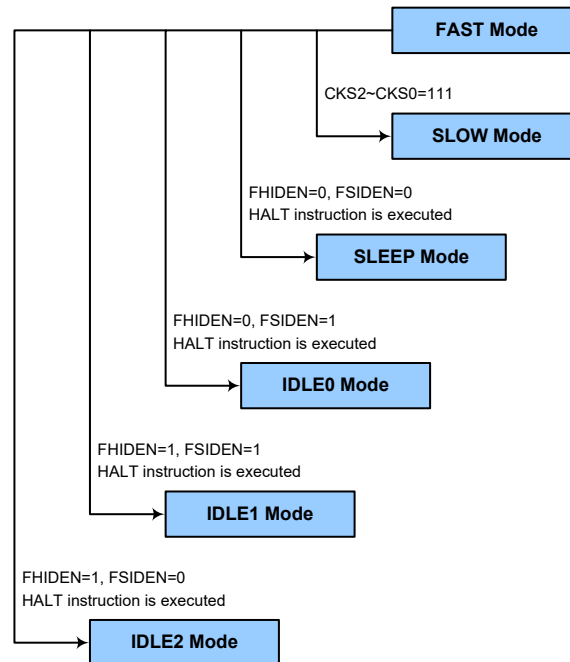 FAST Mode
CKS2~CKS0=111
SLOW Mode
FHIDEN=0, FSIDEN=0
HALT instruction is executed
SLEEP Mode
FHIDEN=0, FSIDEN=1
HALT instruction is executed
IDLE0 Mode
FHIDEN=1, FSIDEN=1
HALT instruction is executed
IDLE1 Mode
FHIDEN=1, FSIDEN=0
HALT instruction is executed
IDLE2 Mode